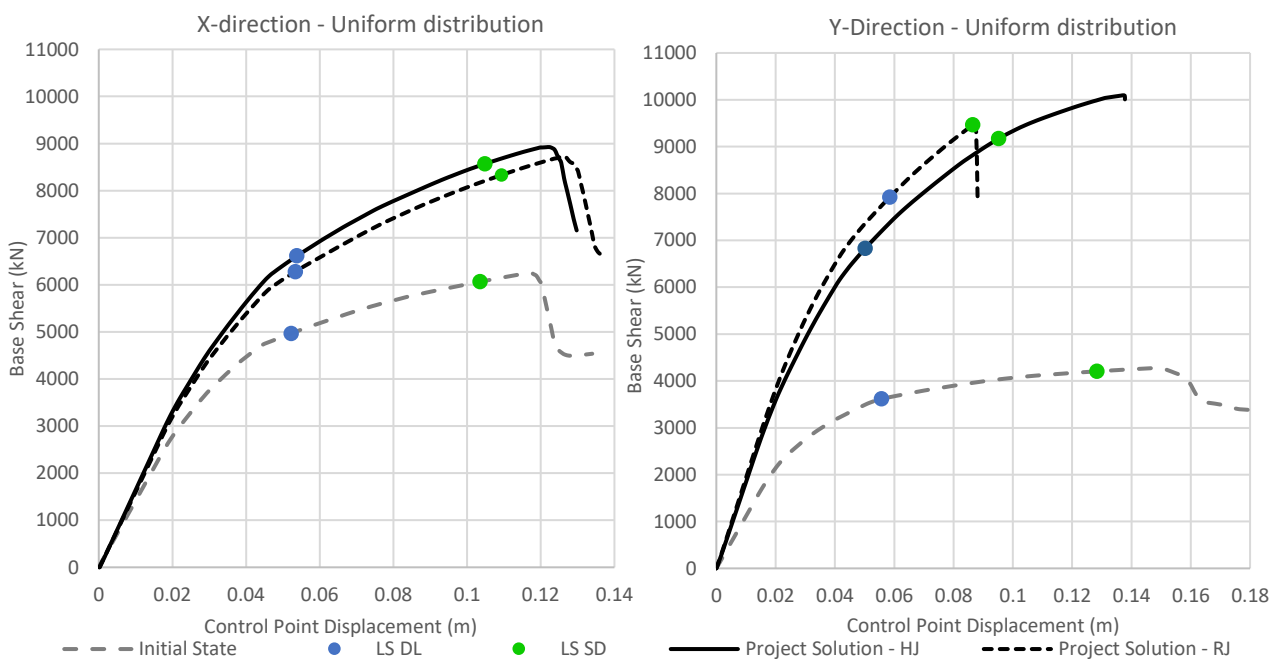 X-direction - Uniform distribution
11000
10000
9000
8000
7000
6000
5000
4000
3000
2000
1000
0
Base Shear (kN)
0 0.02 0.04 0.06 0.08 0.1 0.12 0.14
Control Point Displacement (m)
Y-Direction - Uniform distribution
11000
10000
9000
8000
7000
6000
5000
4000
3000
2000
1000
0
Base Shear (kN)
0 0.02 0.04 0.06 0.08 0.1 0.12 0.14 0.16 0.18
Control Point Displacement (m)
Initial State LS DL LS SD Project Solution - HJ Project Solution - RJ